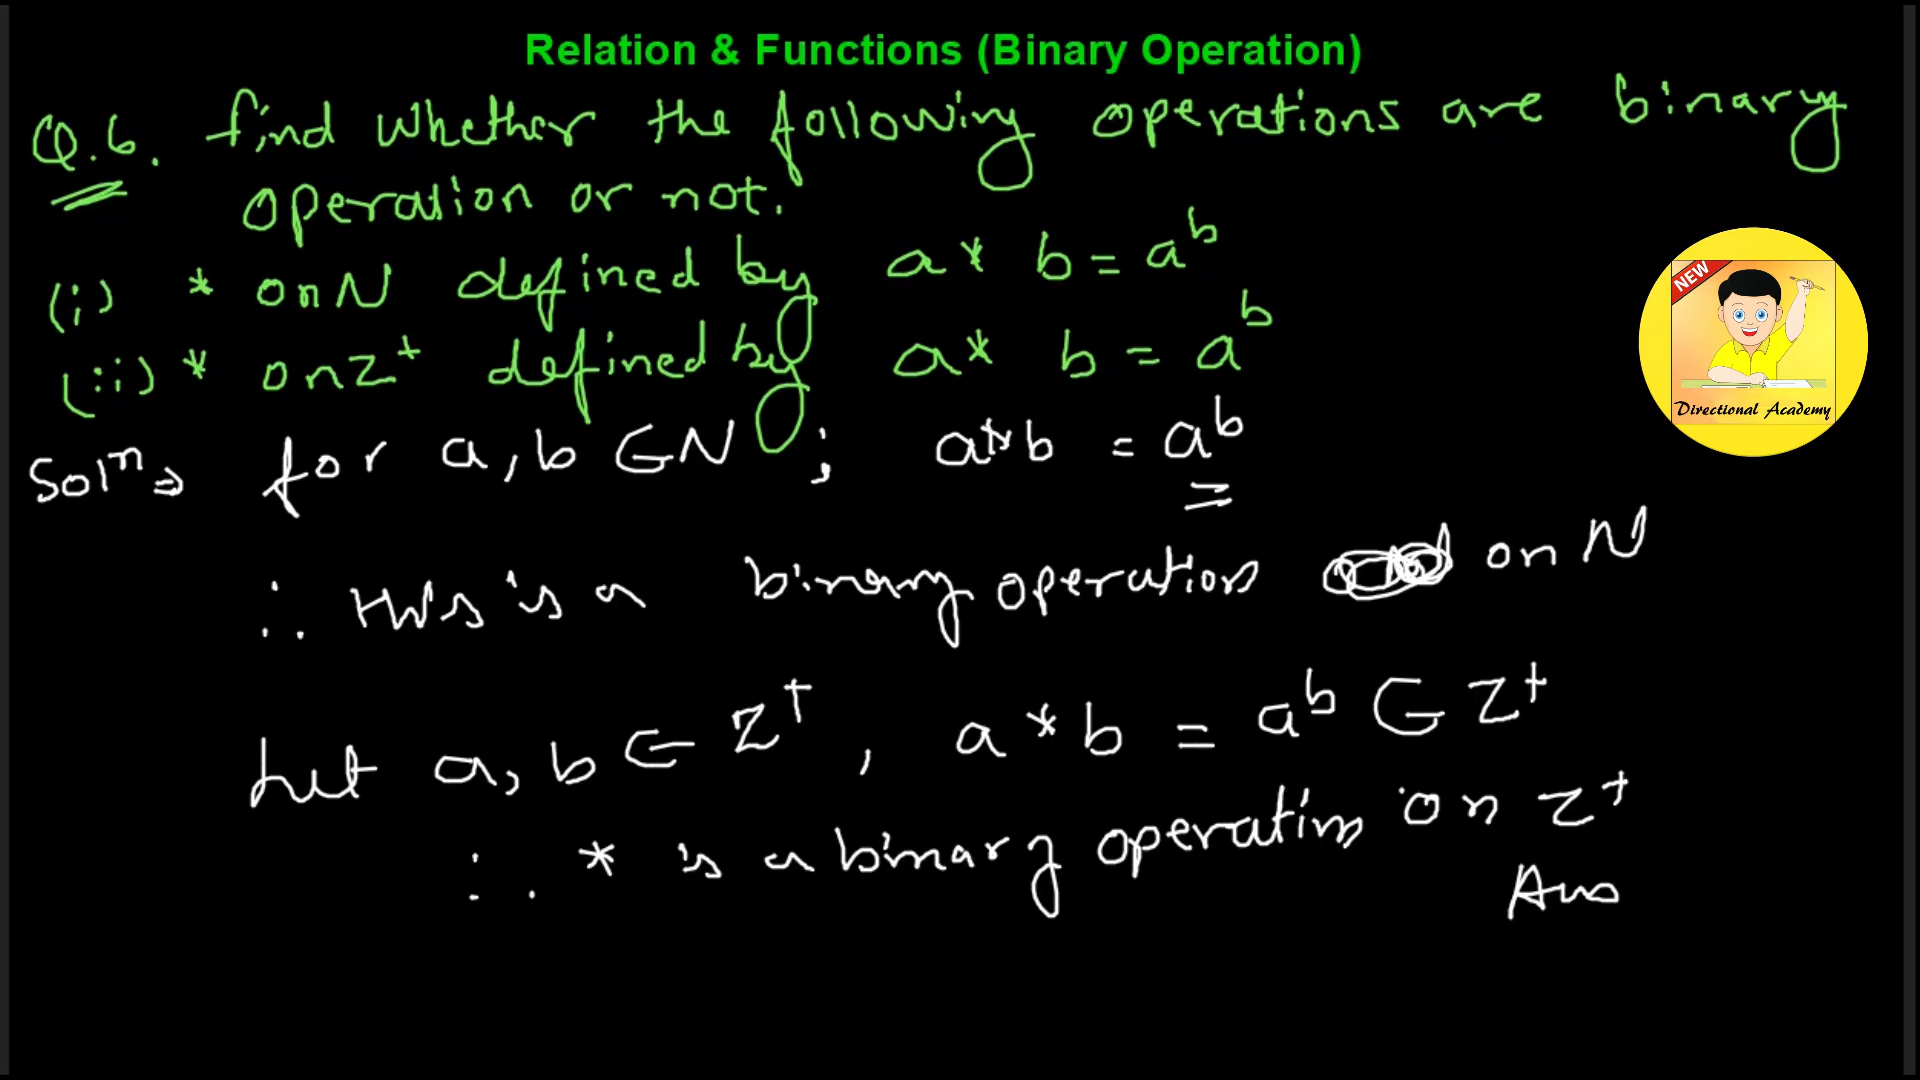 Relation & Functions (Binary Operation)
Q.6. find whether the following operations are binary
operation or not.
(i) * on N defined by a * b = a^b
(ii) * on Z^+ defined by a * b = a^b
Sol^n ⇒ for a, b ∈ N ; a * b = a^b
∴ this is a binary operation on N
Let a, b ∈ Z^+ , a * b = a^b ∈ Z^+
∴ * is a binary operation on Z^+
Ans
NEW
Directional Academy